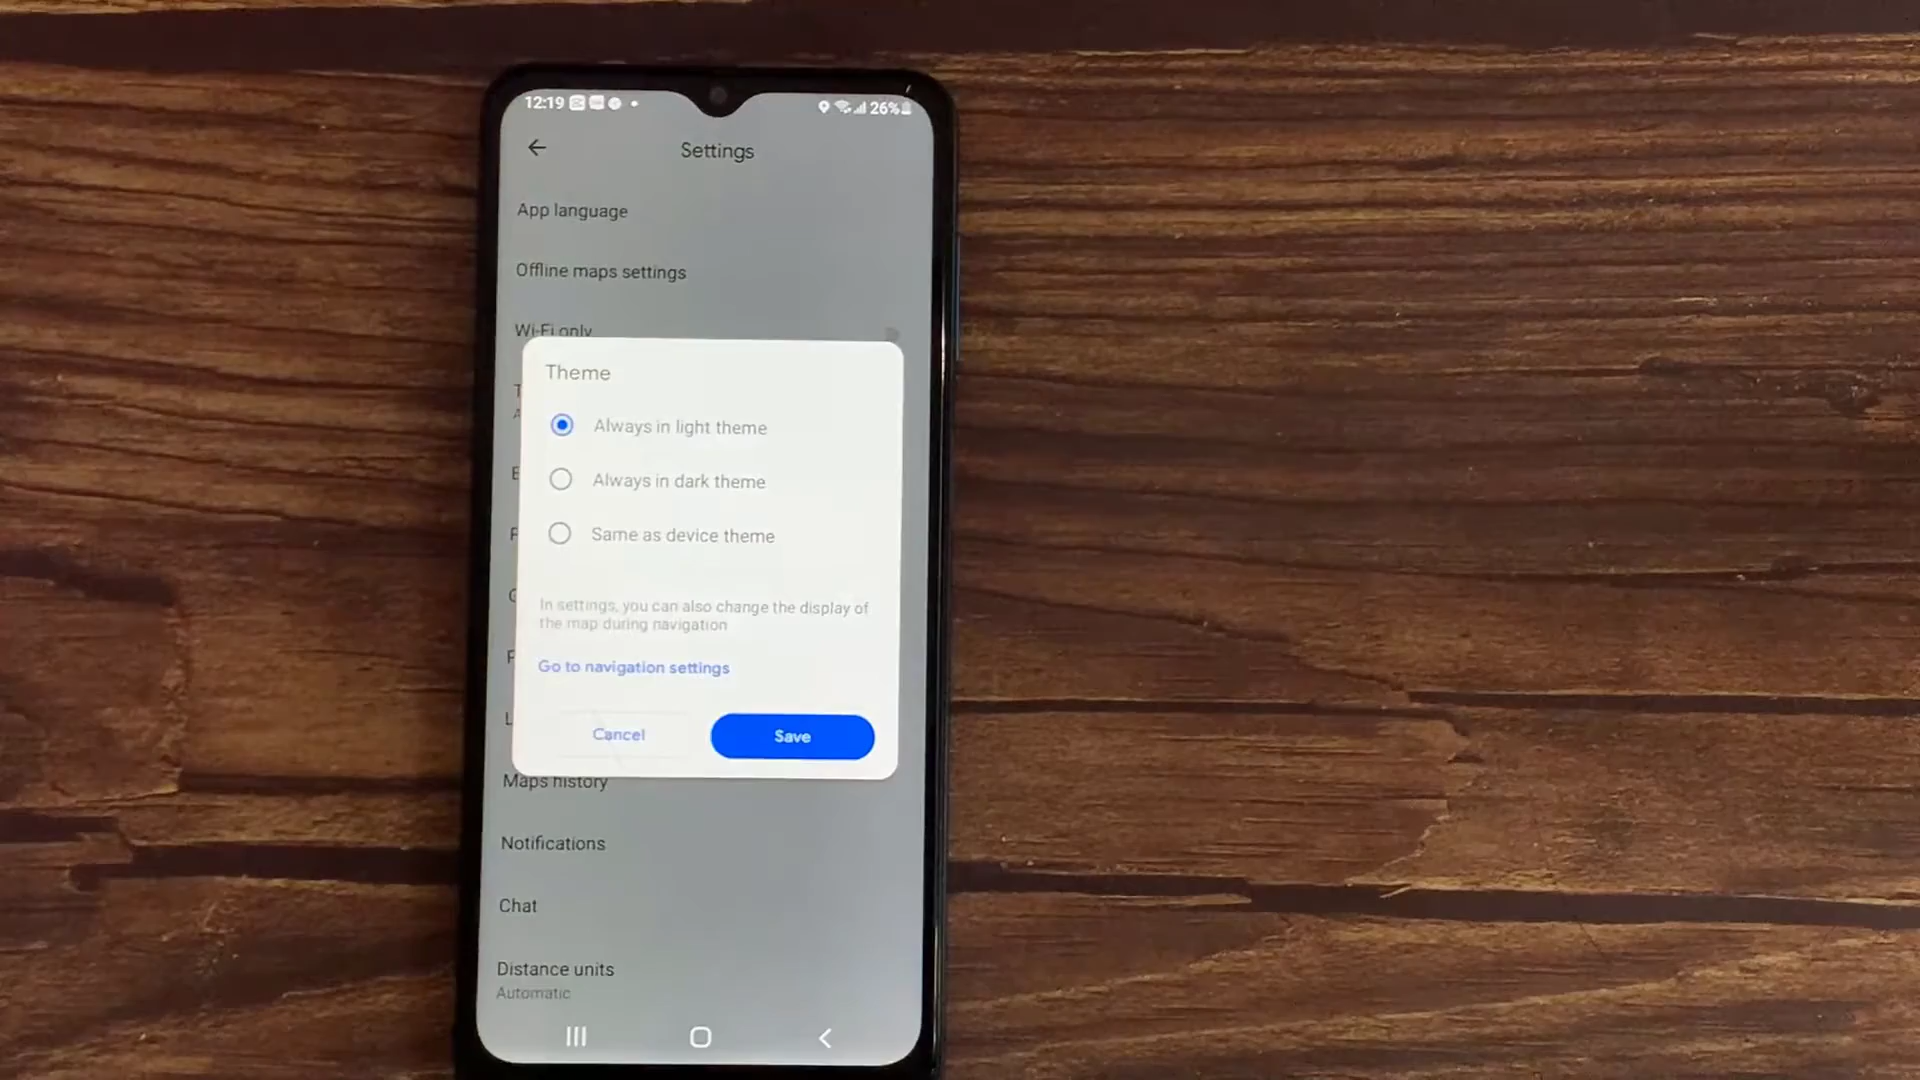 12:19
26%
Settings
App language
Offline maps settings
Wi-Fi only
Theme
Always in light theme
Always in dark theme
Same as device theme
In settings, you can also change the display of
the map during navigation
Go to navigation settings
Cancel
Save
Maps history
Notifications
Chat
Distance units
Automatic